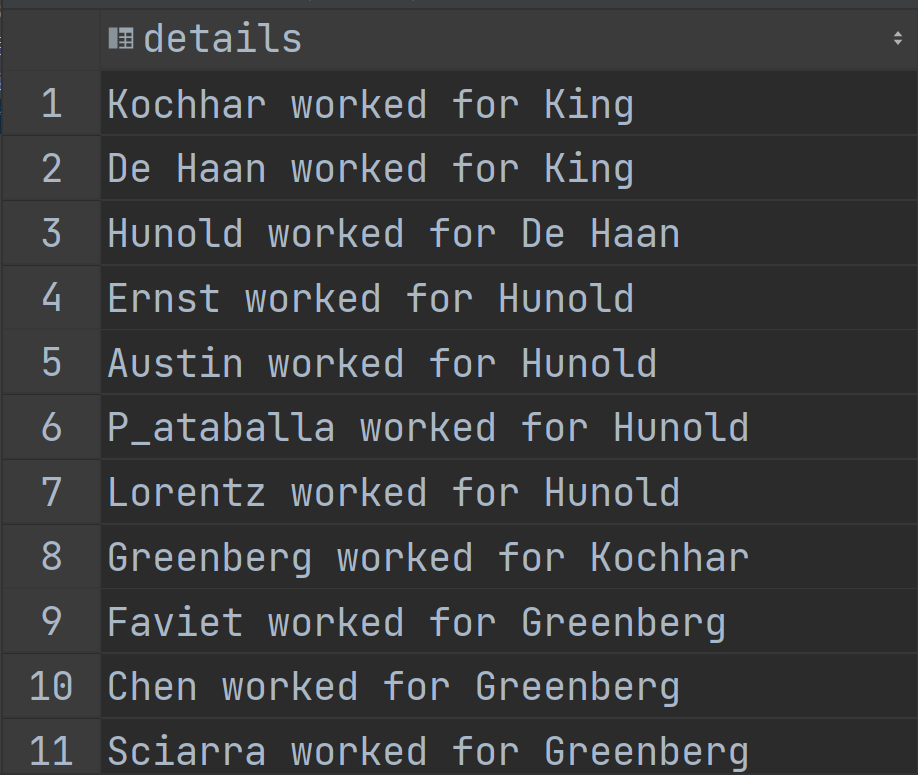 details
1 Kochhar worked for King
2 De Haan worked for King
3 Hunold worked for De Haan
4 Ernst worked for Hunold
5 Austin worked for Hunold
6 P_ataballa worked for Hunold
7 Lorentz worked for Hunold
8 Greenberg worked for Kochhar
9 Faviet worked for Greenberg
10 Chen worked for Greenberg
11 Sciarra worked for Greenberg